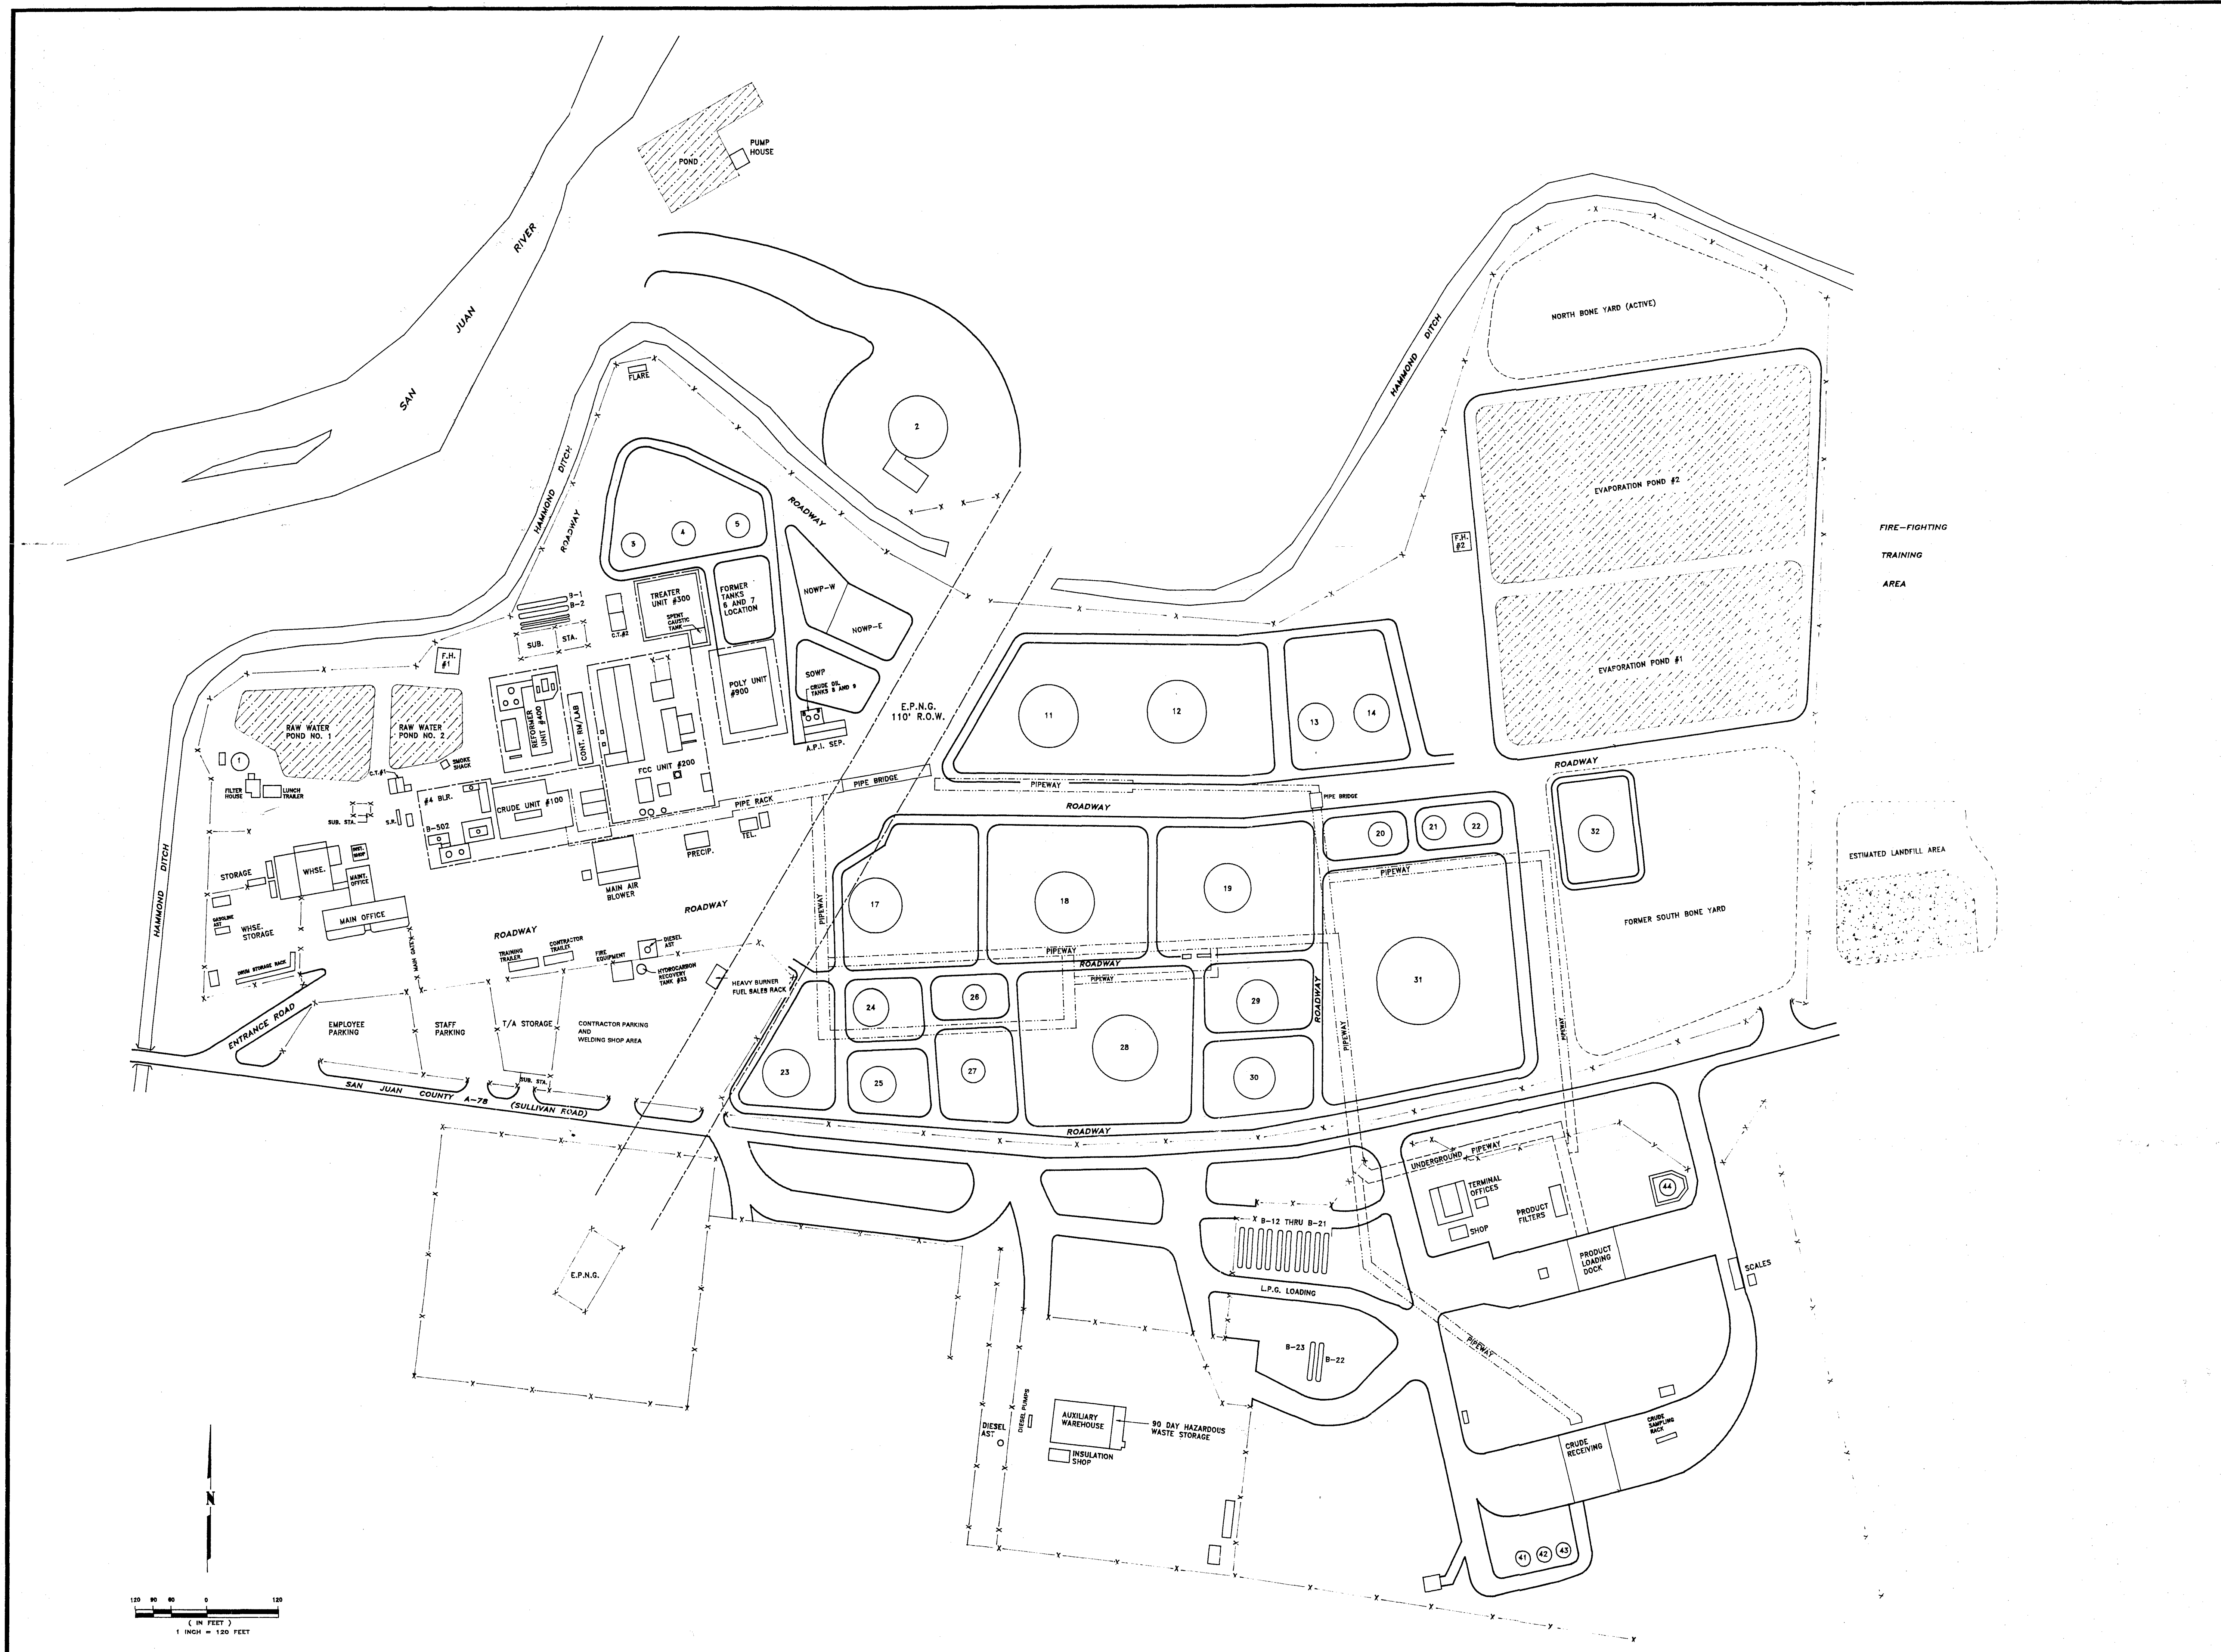 PUMP
HOUSE
POND
SAN JUAN RIVER
HAMMOND DITCH
NORTH BONE YARD (ACTIVE)
FLARE
2
HAMMOND DITCH
ROADWAY
ROADWAY
3
4
5
EVAPORATION POND #2
F.H.
#2
FIRE-FIGHTING
TRAINING
AREA
B-1
B-2
SUB. STA.
C.T.#2
TREATER
UNIT #300
SPENT
CAUSTIC
TANK
FORMER
TANKS
6 AND 7
LOCATION
NOWP-W
NOWP-E
SOWP
CRUDE OIL
TANKS 8 AND 9
A.P.I. SEP.
F.H.
#1
POLY UNIT
#900
E.P.N.G.
110' R.O.W.
11
12
13
14
EVAPORATION POND #1
RAW WATER
POND NO. 1
RAW WATER
POND NO. 2
REFORMER
UNIT #400
CONT. RM/LAB
FCC UNIT #200
1
C.T.#1
SMOKE
SHACK
FILTER
HOUSE
LUNCH
TRAILER
#4 BLR.
CRUDE UNIT #100
B-502
SUB. STA.
S.R.
PIPE RACK
PIPE BRIDGE
PIPEWAY
PIPE BRIDGE
ROADWAY
ROADWAY
TEL.
PRECIP.
MAIN AIR
BLOWER
20
21
22
32
PIPEWAY
ESTIMATED LANDFILL AREA
FORMER SOUTH BONE YARD
HAMMOND DITCH
STORAGE
WHSE.
INST.
SHOP
MAINT.
OFFICE
MAIN OFFICE
GASOLINE
AST
WHSE.
STORAGE
DRUM STORAGE RACK
MAIN GATE
ROADWAY
ROADWAY
TRAINING
TRAILER
CONTRACTOR
TRAILER
FIRE
EQUIPMENT
DIESEL
AST
HYDROCARBON
RECOVERY
TANK #33
HEAVY BURNER
FUEL SALES RACK
PIPEWAY
17
18
19
PIPEWAY
ROADWAY
PIPEWAY
31
ROADWAY
PIPEWAY
PIPEWAY
24
26
29
23
25
27
28
30
ENTRANCE ROAD
EMPLOYEE
PARKING
STAFF
PARKING
T/A STORAGE
CONTRACTOR PARKING
AND
WELDING SHOP AREA
SUB. STA.
SAN JUAN COUNTY A-78 (SULLIVAN ROAD)
ROADWAY
UNDERGROUND PIPEWAY
TERMINAL
OFFICES
SHOP
PRODUCT
FILTERS
44
PRODUCT
LOADING
DOCK
SCALES
B-12 THRU B-21
L.P.G. LOADING
E.P.N.G.
B-23
B-22
PIPEWAY
DIESEL
AST
DIESEL PUMPS
AUXILIARY
WAREHOUSE
90 DAY HAZARDOUS
WASTE STORAGE
INSULATION
SHOP
CRUDE
RECEIVING
CRUDE
SAMPLING
RACK
41
42
43
N
120 90 60 0 120
( IN FEET )
1 INCH = 120 FEET